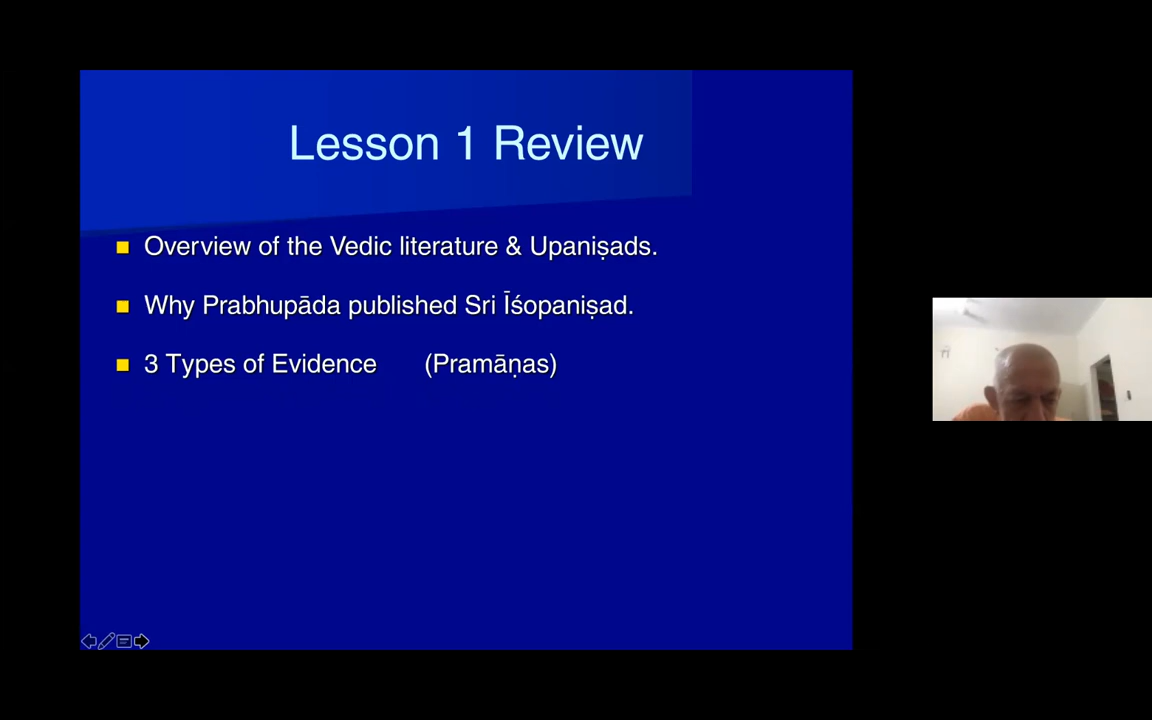 Lesson 1 Review
Overview of the Vedic literature & Upaniṣads.
Why Prabhupāda published Sri Īśopaniṣad.
3 Types of Evidence (Pramāṇas)